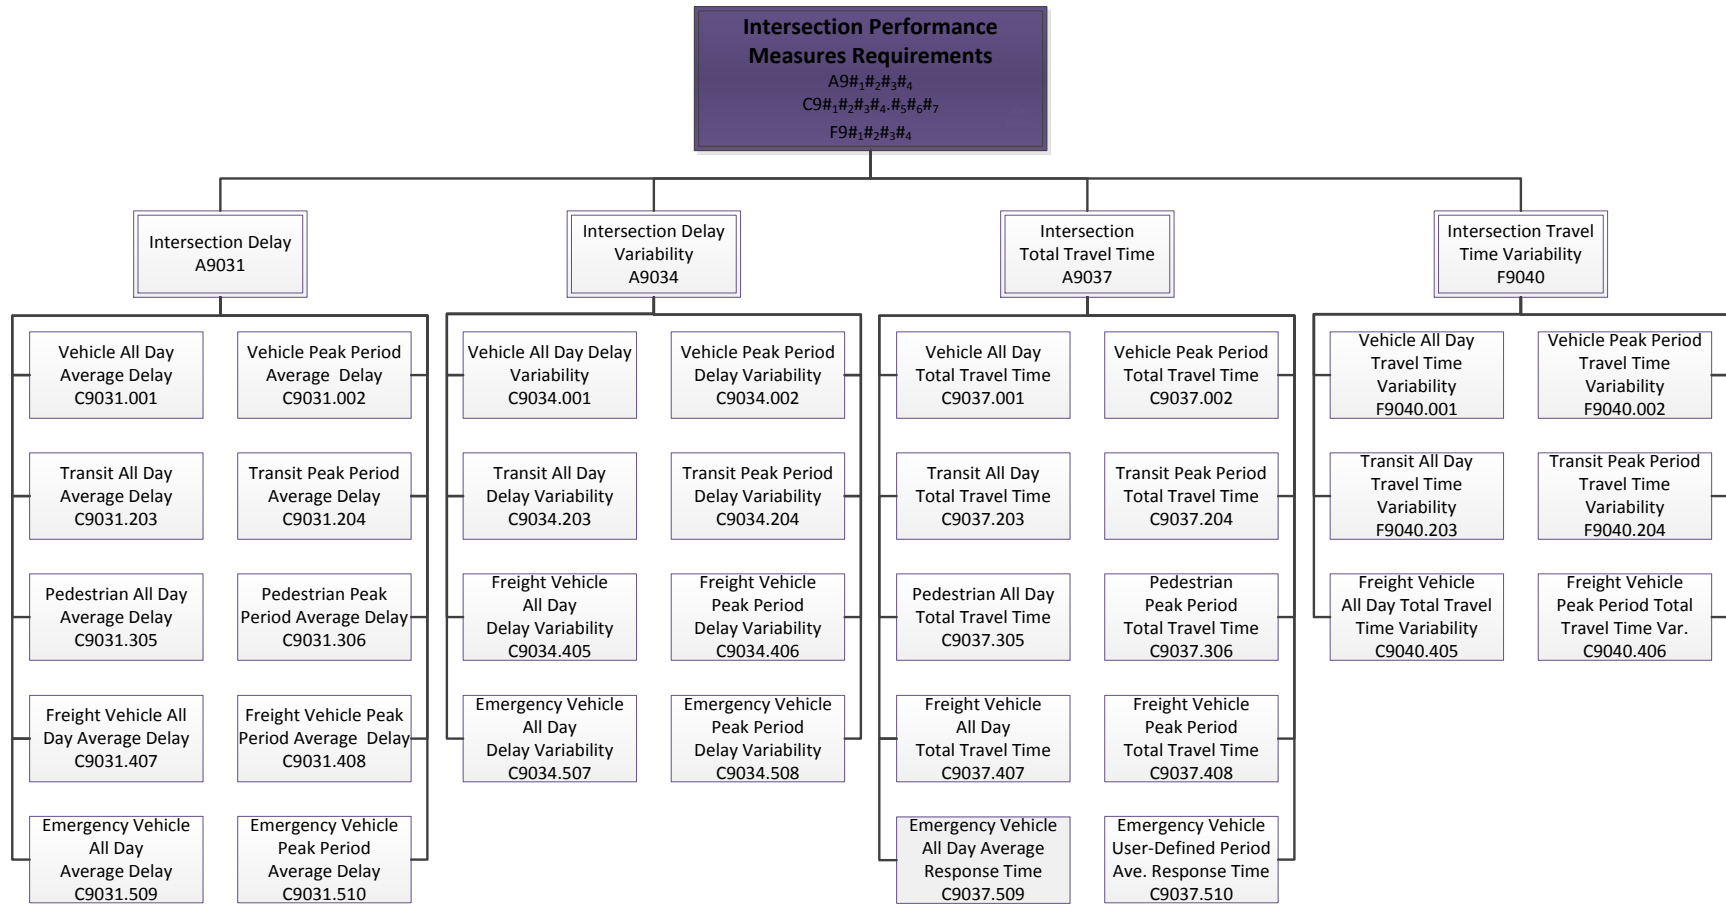 Intersection Performance
Measures Requirements
A9#₁#₂#₃#₄
C9#₁#₂#₃#₄.#₅#₆#₇
F9#₁#₂#₃#₄
Intersection Delay
A9031
Intersection Delay
Variability
A9034
Intersection
Total Travel Time
A9037
Intersection Travel
Time Variability
F9040
Vehicle All Day
Average Delay
C9031.001
Vehicle Peak Period
Average Delay
C9031.002
Vehicle All Day Delay
Variability
C9034.001
Vehicle Peak Period
Delay Variability
C9034.002
Vehicle All Day
Total Travel Time
C9037.001
Vehicle Peak Period
Total Travel Time
C9037.002
Vehicle All Day
Travel Time
Variability
F9040.001
Vehicle Peak Period
Travel Time
Variability
F9040.002
Transit All Day
Average Delay
C9031.203
Transit Peak Period
Average Delay
C9031.204
Transit All Day
Delay Variability
C9034.203
Transit Peak Period
Delay Variability
C9034.204
Transit All Day
Total Travel Time
C9037.203
Transit Peak Period
Total Travel Time
C9037.204
Transit All Day
Travel Time
Variability
F9040.203
Transit Peak Period
Travel Time
Variability
F9040.204
Pedestrian All Day
Average Delay
C9031.305
Pedestrian Peak
Period Average Delay
C9031.306
Freight Vehicle
All Day
Delay Variability
C9034.405
Freight Vehicle
Peak Period
Delay Variability
C9034.406
Pedestrian All Day
Total Travel Time
C9037.305
Pedestrian
Peak Period
Total Travel Time
C9037.306
Freight Vehicle
All Day Total Travel
Time Variability
C9040.405
Freight Vehicle
Peak Period Total
Travel Time Var.
C9040.406
Freight Vehicle All
Day Average Delay
C9031.407
Freight Vehicle Peak
Period Average Delay
C9031.408
Emergency Vehicle
All Day
Delay Variability
C9034.507
Emergency Vehicle
Peak Period
Delay Variability
C9034.508
Freight Vehicle
All Day
Total Travel Time
C9037.407
Freight Vehicle
Peak Period
Total Travel Time
C9037.408
Emergency Vehicle
All Day
Average Delay
C9031.509
Emergency Vehicle
Peak Period
Average Delay
C9031.510
Emergency Vehicle
All Day Average
Response Time
C9037.509
Emergency Vehicle
User-Defined Period
Ave. Response Time
C9037.510